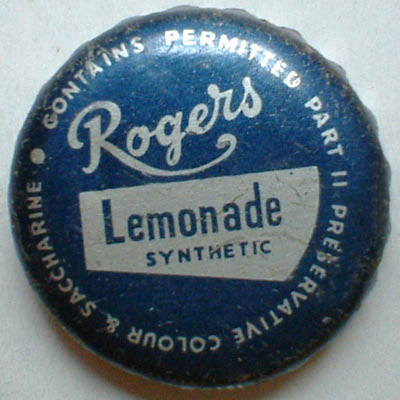 CONTAINS PERMITTED PART II PRESERVATIVE COLOUR & SACCHARINE •
Rogers
Lemonade
SYNTHETIC